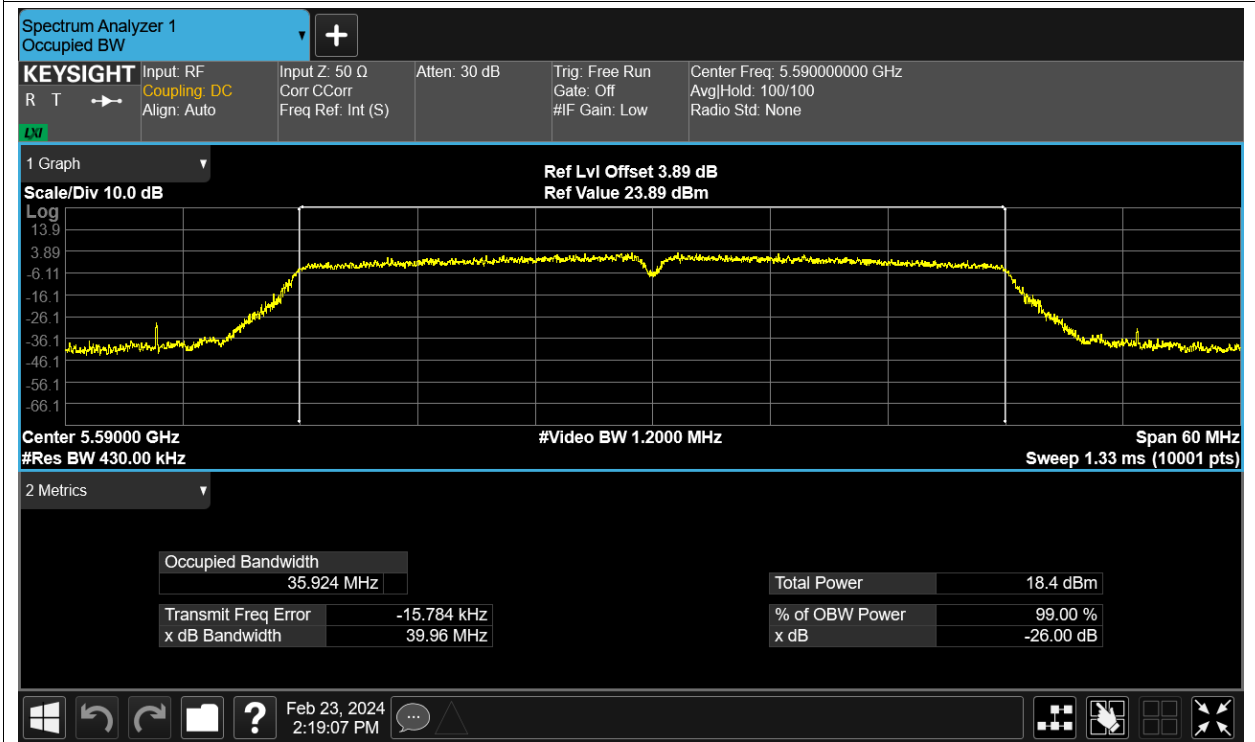 Spectrum Analyzer 1
Occupied BW
KEYSIGHT
R T
LXI
Input: RF
Coupling: DC
Align: Auto
Input Z: 50 Ω
Corr CCorr
Freq Ref: Int (S)
Atten: 30 dB
Trig: Free Run
Gate: Off
#IF Gain: Low
Center Freq: 5.590000000 GHz
Avg|Hold: 100/100
Radio Std: None
1 Graph
Scale/Div 10.0 dB
Ref Lvl Offset 3.89 dB
Ref Value 23.89 dBm
Log
13.9
3.89
-6.11
-16.1
-26.1
-36.1
-46.1
-56.1
-66.1
Center 5.59000 GHz
#Video BW 1.2000 MHz
Span 60 MHz
#Res BW 430.00 kHz
Sweep 1.33 ms (10001 pts)
2 Metrics
Occupied Bandwidth
35.924 MHz
Transmit Freq Error -15.784 kHz
x dB Bandwidth 39.96 MHz
Total Power 18.4 dBm
% of OBW Power 99.00 %
x dB -26.00 dB
?
Feb 23, 2024
2:19:07 PM